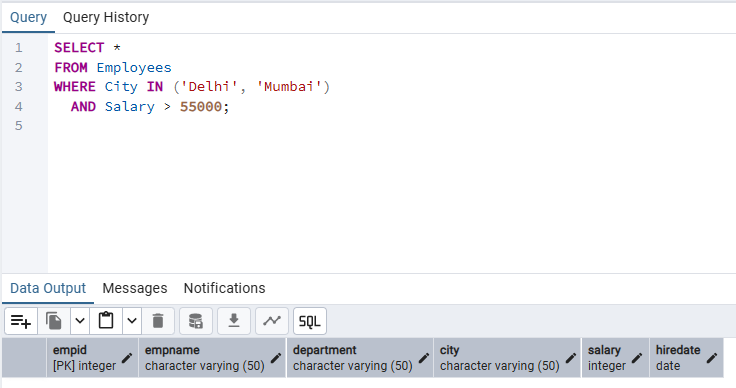 Query Query History
1 SELECT *
2 FROM Employees
3 WHERE City IN ('Delhi', 'Mumbai')
4 AND Salary > 55000;
5
Data Output Messages Notifications
SQL
empid empname department city salary hiredate
[PK] integer character varying (50) character varying (50) character varying (50) integer date